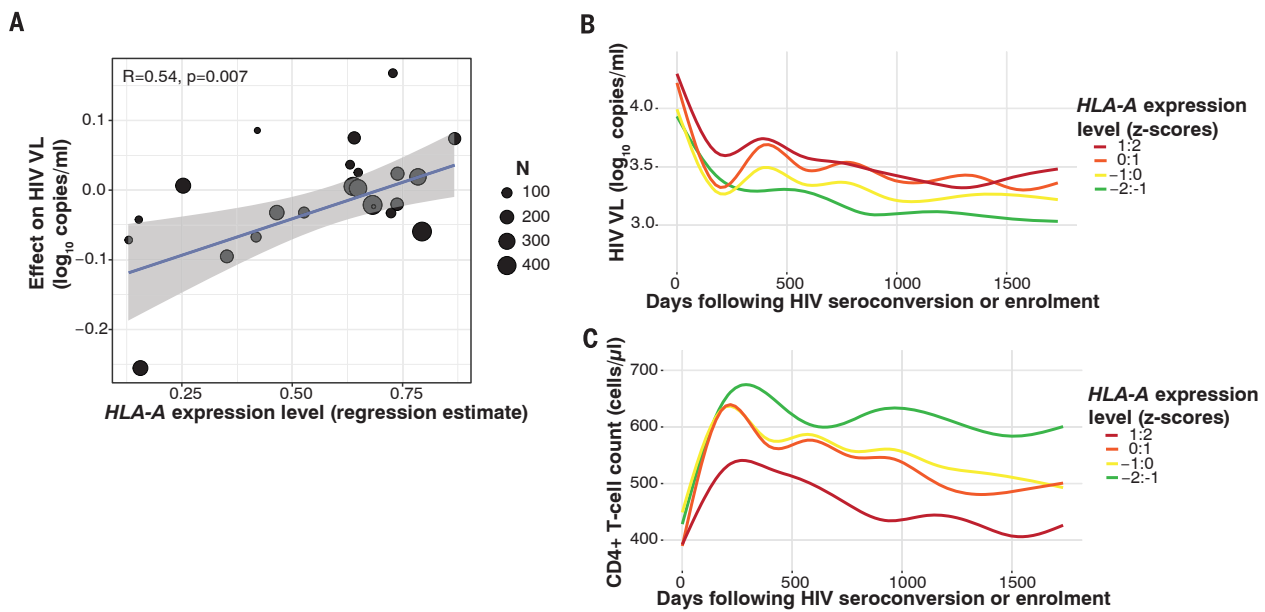 A
R=0.54, p=0.007
Effect on HIV VL
(log10 copies/ml)
0.1
0.0
−0.1
−0.2
0.25
0.50
0.75
HLA-A expression level (regression estimate)
N
100
200
300
400
B
HIV VL (log10 copies/ml)
4.0
3.5
3.0
0
500
1000
1500
Days following HIV seroconversion or enrolment
HLA-A expression
level (z-scores)
1:2
0:1
−1:0
−2:-1
C
CD4+ T-cell count (cells/µl)
700
600
500
400
0
500
1000
1500
Days following HIV seroconversion or enrolment
HLA-A expression
level (z-scores)
1:2
0:1
−1:0
−2:-1